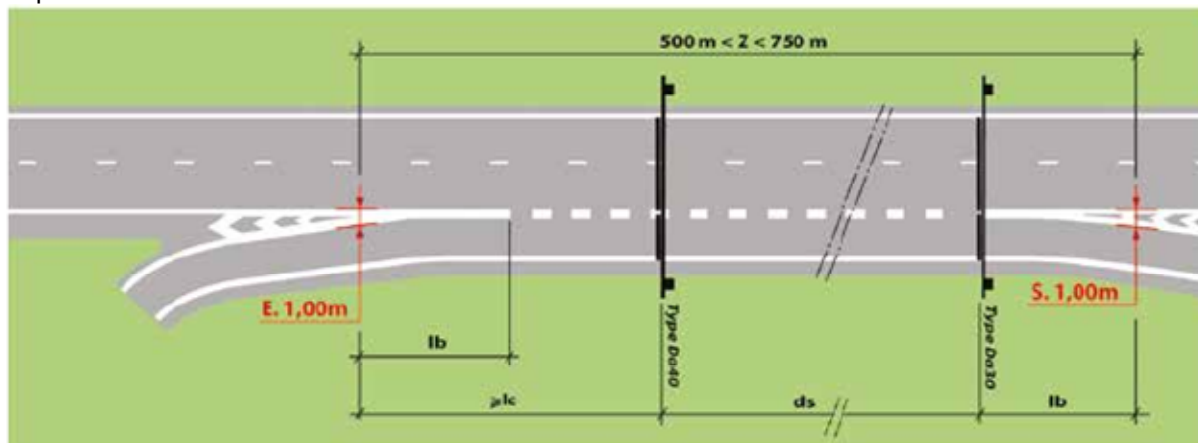 500 m < Z < 750 m
E. 1,00m
S. 1,00m
Type Da40
Type Da30
lb
≥lc
ds
lb